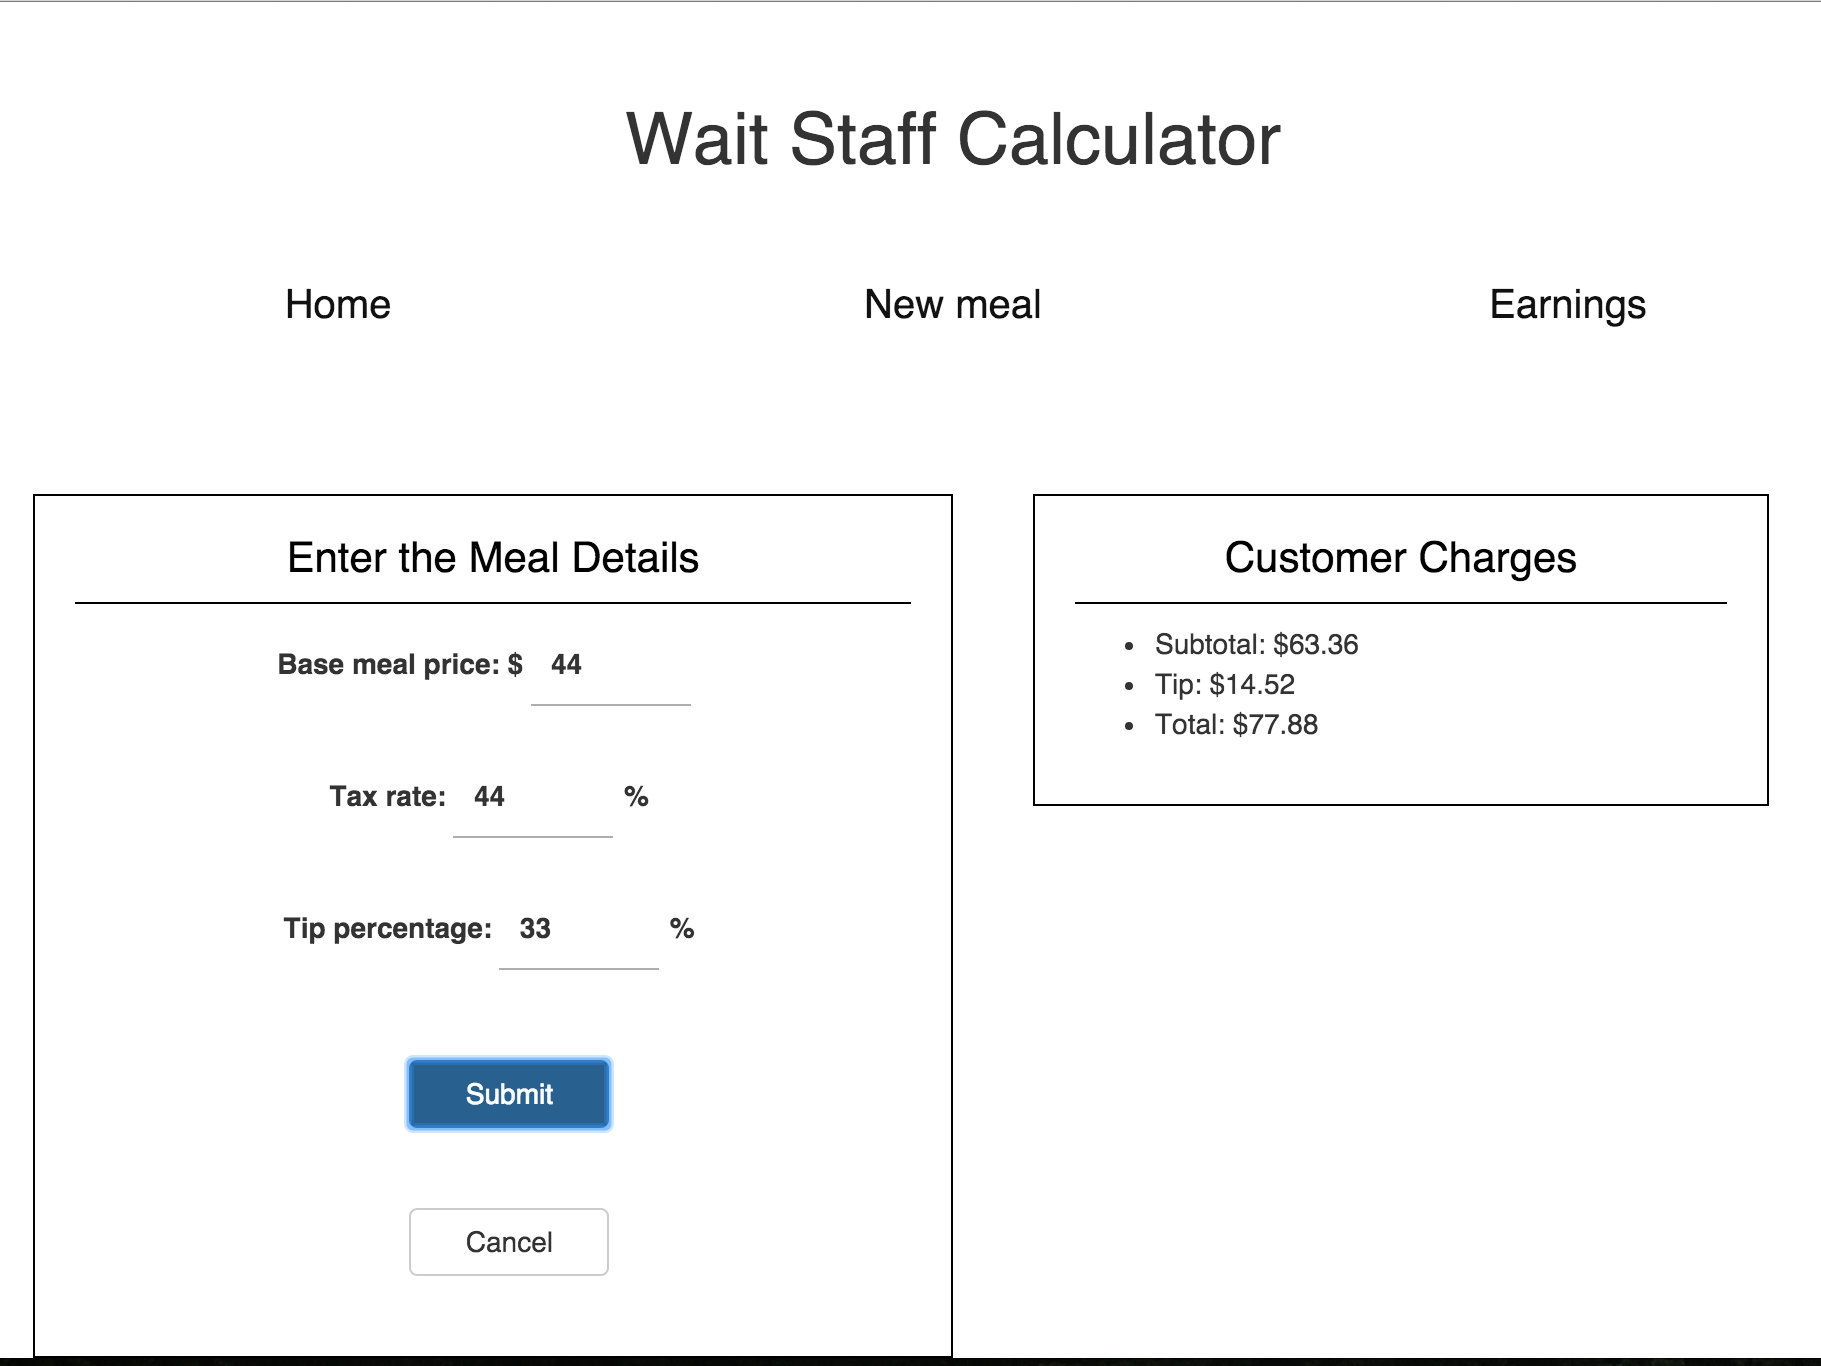 Wait Staff Calculator
Home New meal Earnings
Enter the Meal Details
Base meal price: $ 44
Tax rate: 44 %
Tip percentage: 33 %
Submit
Cancel
Customer Charges
Subtotal: $63.36
Tip: $14.52
Total: $77.88